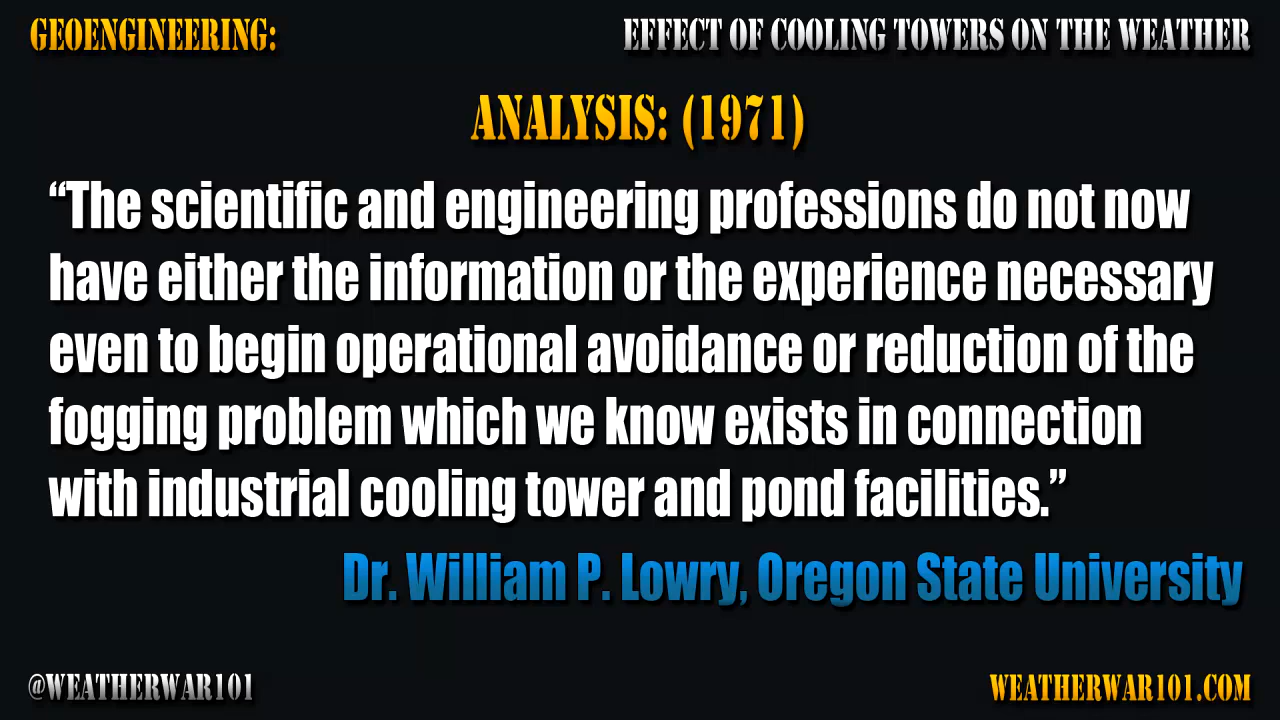 GEOENGINEERING:
EFFECT OF COOLING TOWERS ON THE WEATHER
ANALYSIS: (1971)
“The scientific and engineering professions do not now
have either the information or the experience necessary
even to begin operational avoidance or reduction of the
fogging problem which we know exists in connection
with industrial cooling tower and pond facilities.”
Dr. William P. Lowry, Oregon State University
@WEATHERWAR101
WEATHERWAR101.COM